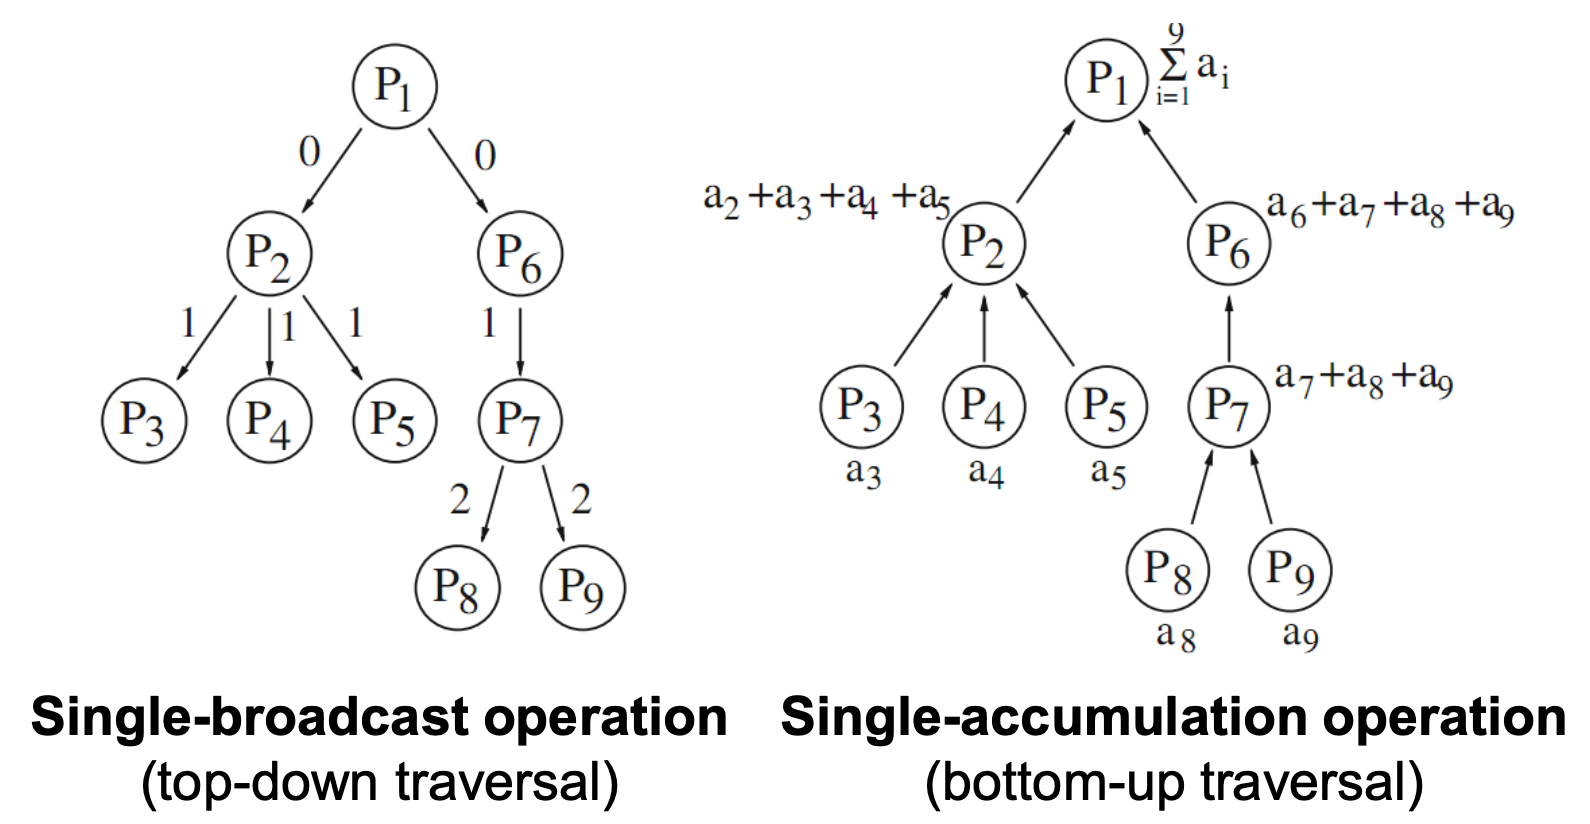 P1
0 0
P2 P6
1 1 1 1
P3 P4 P5 P7
2 2
P8 P9
Single-broadcast operation
(top-down traversal)
9
P1 Σ ai
i=1
a2 +a3 +a4 +a5 a6+a7+a8 +a9
P2 P6
P3 P4 P5 P7 a7+a8 +a9
a3 a4 a5
P8 P9
a8 a9
Single-accumulation operation
(bottom-up traversal)